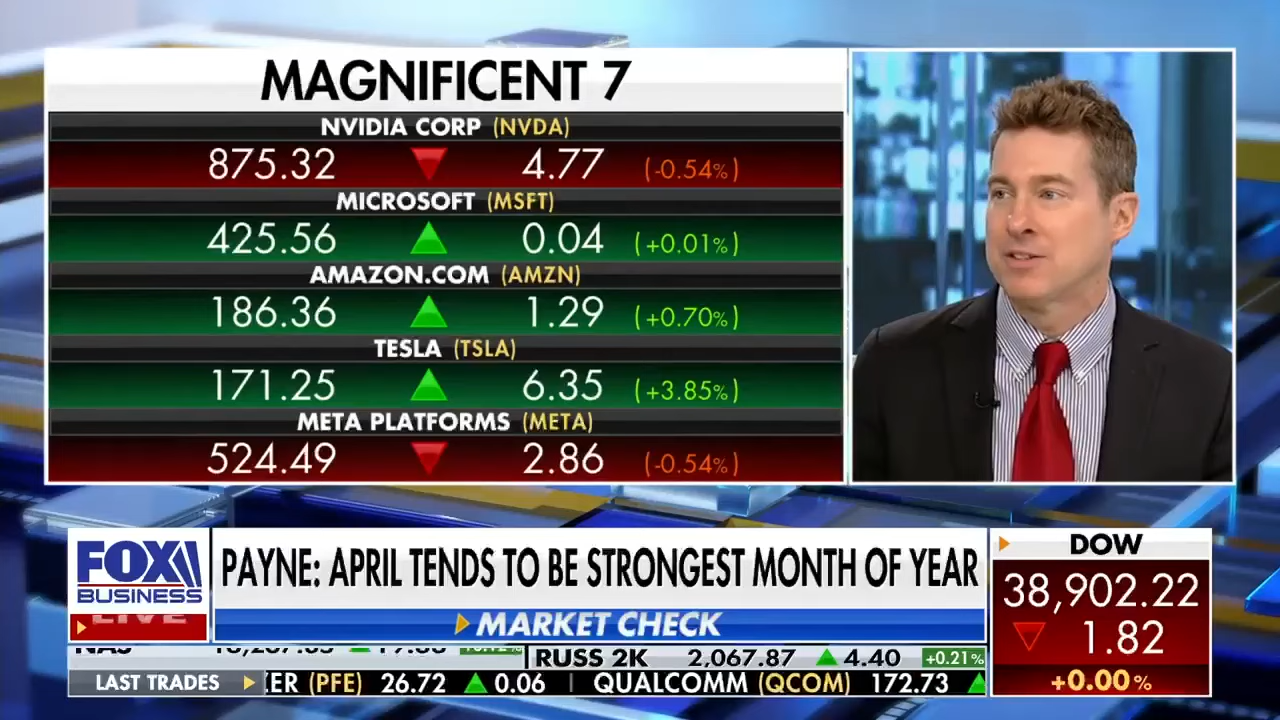 MAGNIFICENT 7
NVIDIA CORP (NVDA)
875.32 ▼ 4.77 (-0.54%)
MICROSOFT (MSFT)
425.56 ▲ 0.04 (+0.01%)
AMAZON.COM (AMZN)
186.36 ▲ 1.29 (+0.70%)
TESLA (TSLA)
171.25 ▲ 6.35 (+3.85%)
META PLATFORMS (META)
524.49 ▼ 2.86 (-0.54%)
FOX BUSINESS
LIVE
PAYNE: APRIL TENDS TO BE STRONGEST MONTH OF YEAR
MARKET CHECK
DOW
38,902.22
▼ 1.82
+0.00%
NAS
RUSS 2K 2,067.87 ▲ 4.40 +0.21%
LAST TRADES ER (PFE) 26.72 ▲ 0.06 | QUALCOMM (QCOM) 172.73 ▲